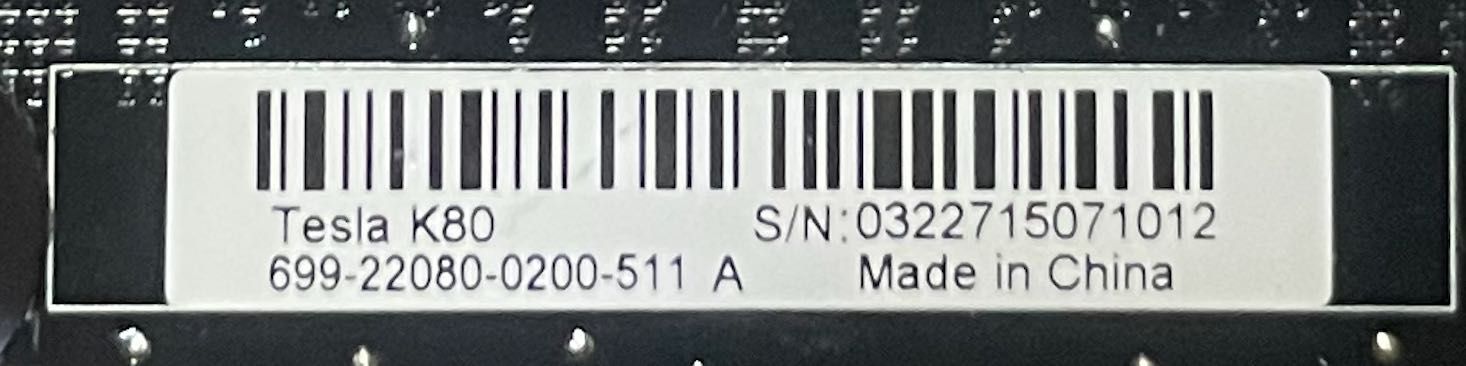 Tesla K80 S/N:0322715071012
699-22080-0200-511 A Made in China